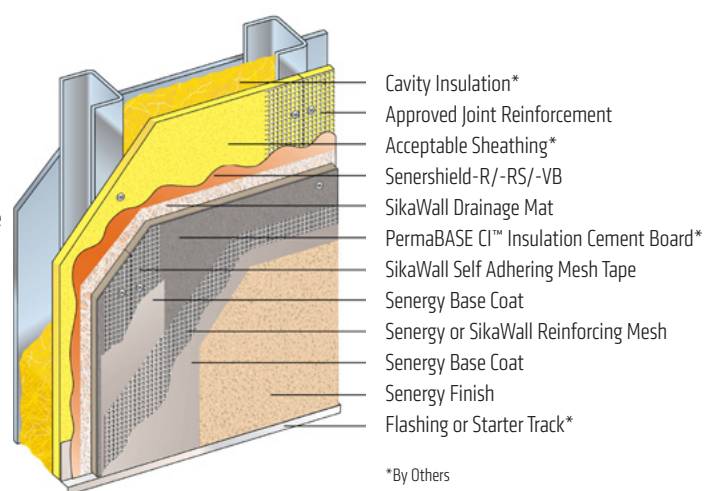 Cavity Insulation*
Approved Joint Reinforcement
Acceptable Sheathing*
Senershield-R/-RS/-VB
SikaWall Drainage Mat
PermaBASE CI™ Insulation Cement Board*
SikaWall Self Adhering Mesh Tape
Senergy Base Coat
Senergy or SikaWall Reinforcing Mesh
Senergy Base Coat
Senergy Finish
Flashing or Starter Track*
*By Others